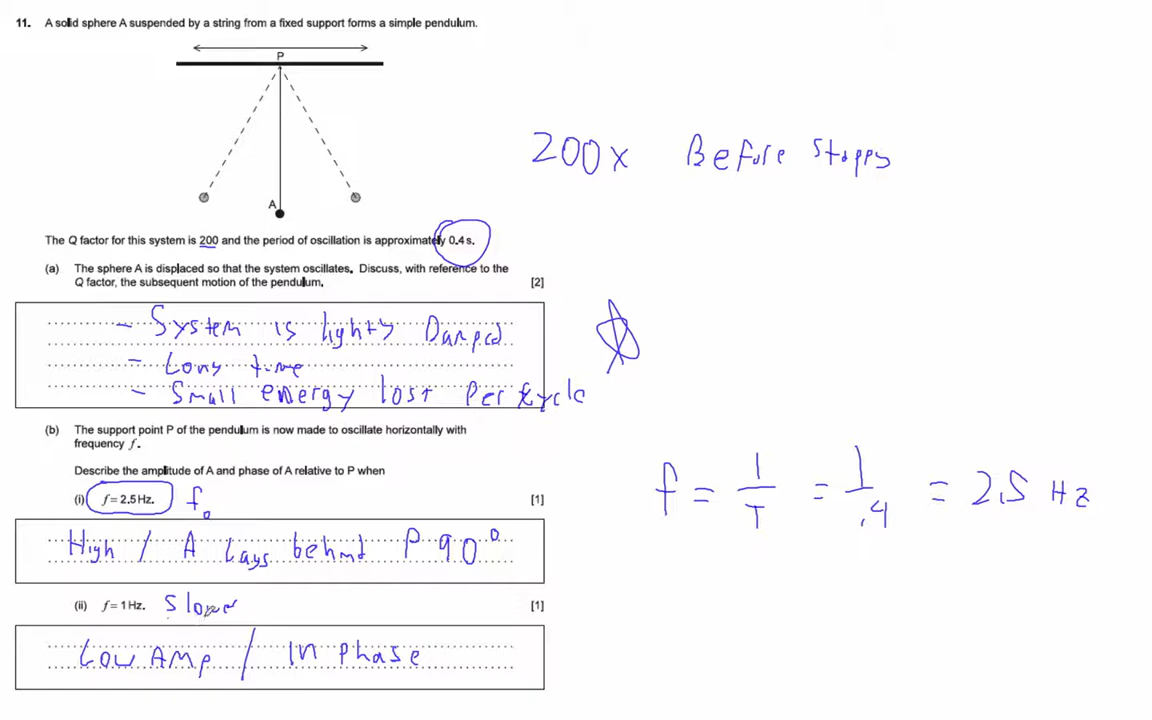 11. A solid sphere A suspended by a string from a fixed support forms a simple pendulum.
P
A
200x Before stopps
The Q factor for this system is 200 and the period of oscillation is approximately 0.4 s.
(a) The sphere A is displaced so that the system oscillates. Discuss, with reference to the
Q factor, the subsequent motion of the pendulum. [2]
- System is lightly Damped
- Long time
- Small energy lost Per cycle
(b) The support point P of the pendulum is now made to oscillate horizontally with
frequency f.
Describe the amplitude of A and phase of A relative to P when
(i) f = 2.5 Hz. f₀ [1]
f = 1/T = 1/.4 = 2.5 Hz
High / A Lags behind P 90°
(ii) f = 1 Hz. Slower [1]
Low AMP / In phase